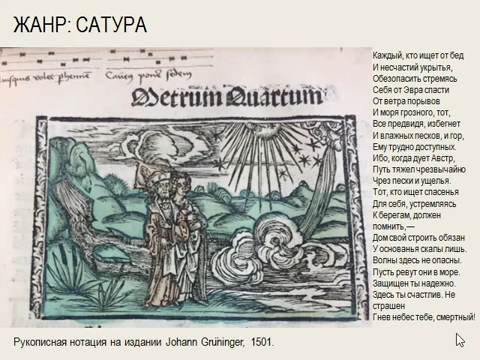 ЖАНР: САТУРА
Metrum Quartum
Каждый, кто ищет от бед
И несчастий укрытья,
Обезопасить стремясь
Себя от Эвра спасти
От ветра порывов
И моря грозного, тот,
Все предвидя, избегнет
И влажных песков, и гор,
Ему трудно доступных.
Ибо, когда дует Австр,
Путь тяжел чрезвычайно
Чрез пески и ущелья.
Тот, кто ищет спасенья
Для себя, устремляясь
К берегам, должен
помнить,—
Дом свой строить обязан
У основанья скалы лишь.
Волны здесь не опасны.
Пусть ревут они в море.
Защищен ты надежно.
Здесь ты счастлив. Не
страшен
Гнев небес тебе, смертный!
Рукописная нотация на издании Johann Grüninger, 1501.